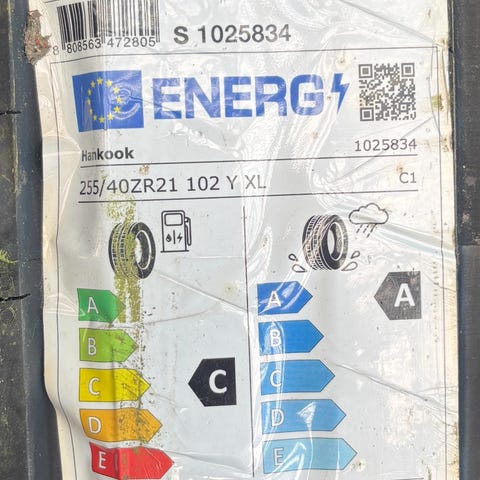 8 808563 472805
S 1025834
ENERG
Hankook 1025834
255/40ZR21 102 Y XL C1
A A A
B B
C C C
D D
E E